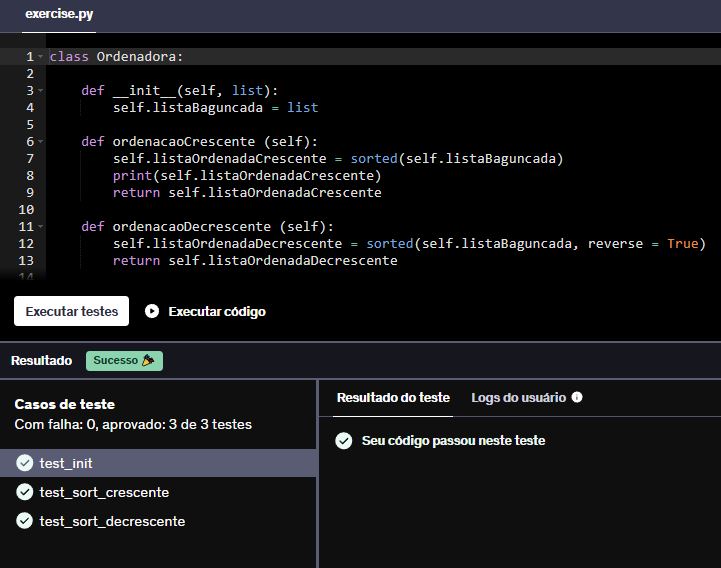 exercise.py
1 class Ordenadora:
2
3 def __init__(self, list):
4 self.listaBaguncada = list
5
6 def ordenacaoCrescente (self):
7 self.listaOrdenadaCrescente = sorted(self.listaBaguncada)
8 print(self.listaOrdenadaCrescente)
9 return self.listaOrdenadaCrescente
10
11 def ordenacaoDecrescente (self):
12 self.listaOrdenadaDecrescente = sorted(self.listaBaguncada, reverse = True)
13 return self.listaOrdenadaDecrescente
14
Executar testes Executar código
Resultado Sucesso
Casos de teste
Com falha: 0, aprovado: 3 de 3 testes
test_init
test_sort_crescente
test_sort_decrescente
Resultado do teste Logs do usuário
Seu código passou neste teste